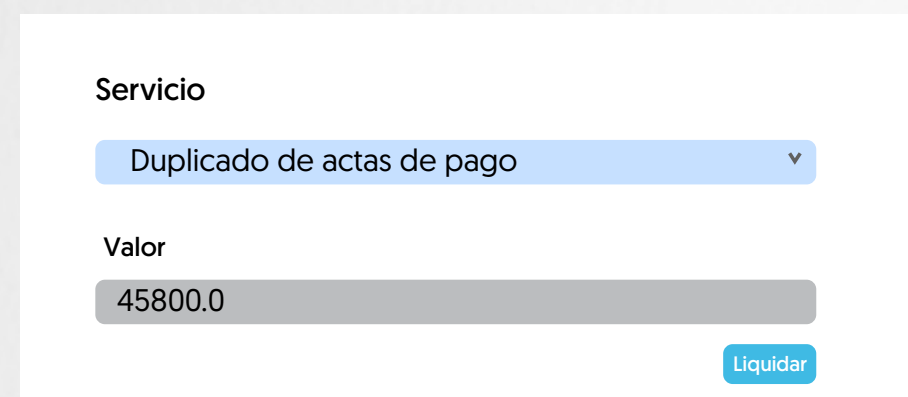 Servicio
Duplicado de actas de pago
Valor
45800.0
Liquidar